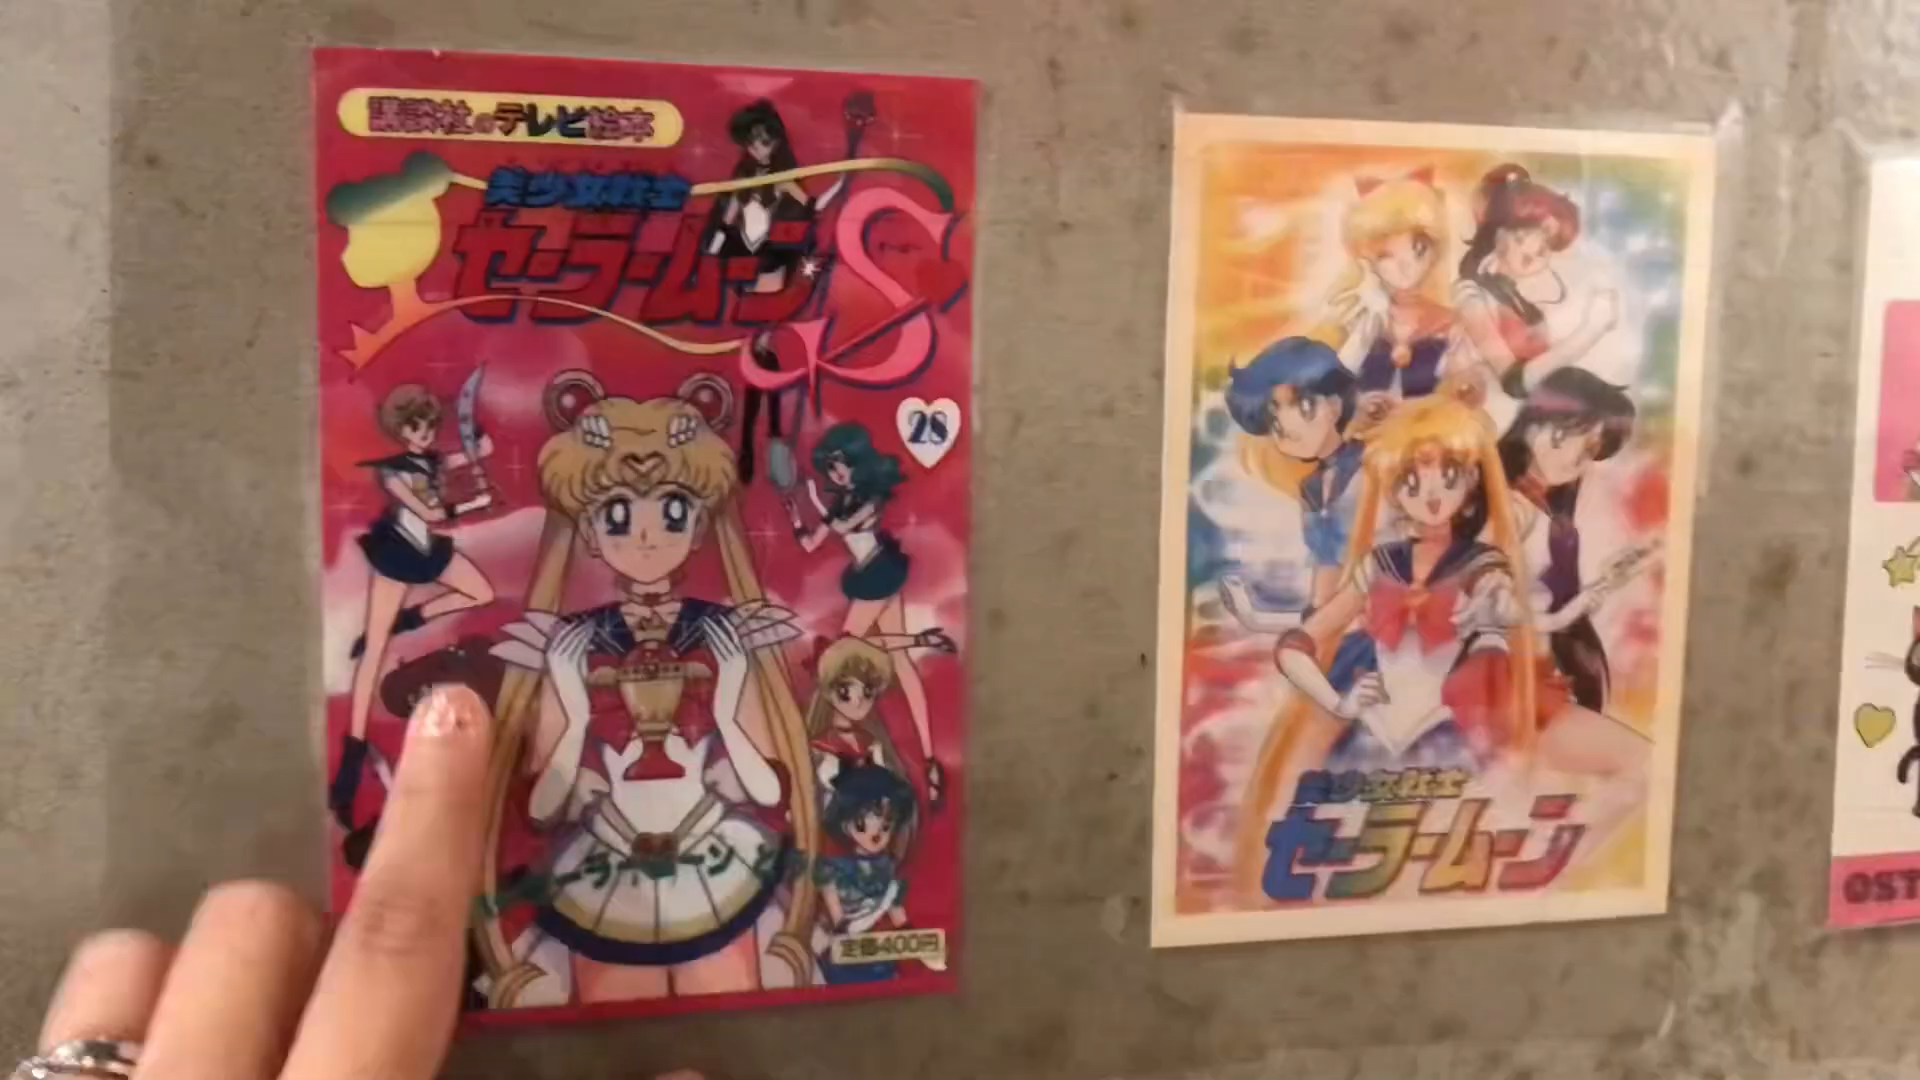 講談社のテレビ絵本
美少女戦士
セーラームーンS
28
定価400円
美少女戦士
セーラームーン
OST